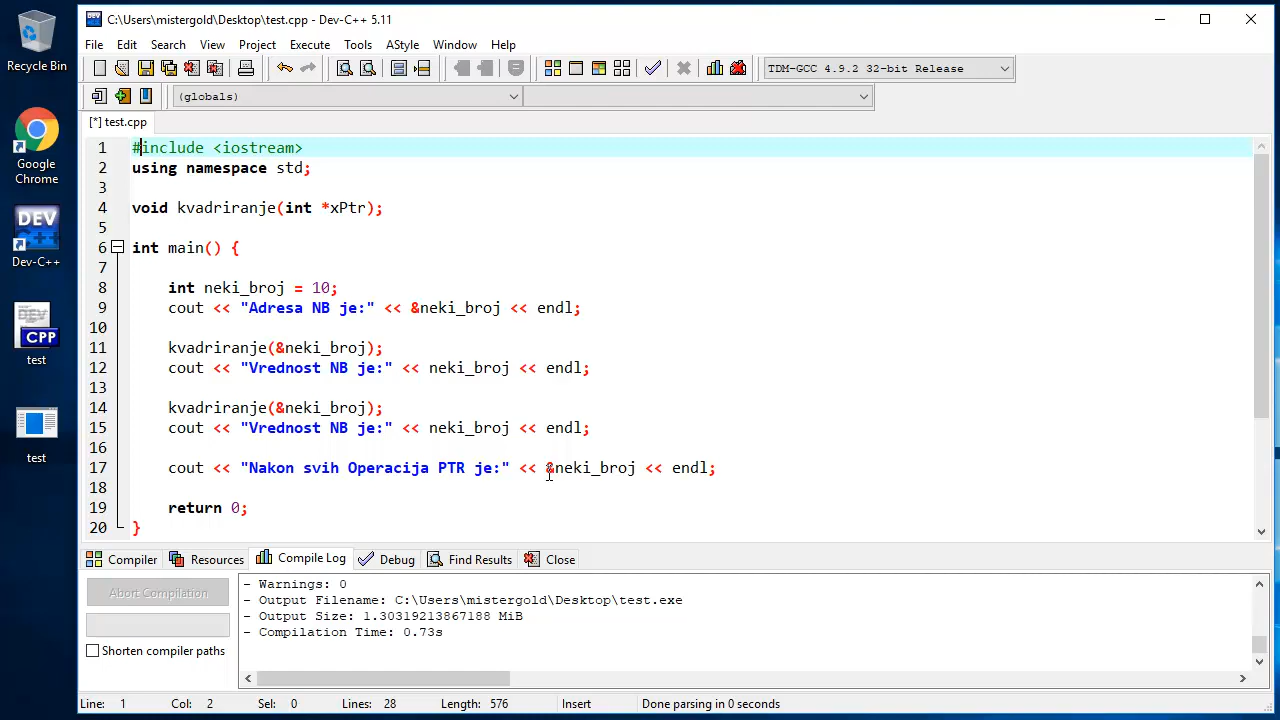 C:\Users\mistergold\Desktop\test.cpp - Dev-C++ 5.11
File Edit Search View Project Execute Tools AStyle Window Help
TDM-GCC 4.9.2 32-bit Release
(globals)
[*] test.cpp
1 #include <iostream>
2 using namespace std;
3
4 void kvadriranje(int *xPtr);
5
6 int main() {
7
8 int neki_broj = 10;
9 cout << "Adresa NB je:" << &neki_broj << endl;
10
11 kvadriranje(&neki_broj);
12 cout << "Vrednost NB je:" << neki_broj << endl;
13
14 kvadriranje(&neki_broj);
15 cout << "Vrednost NB je:" << neki_broj << endl;
16
17 cout << "Nakon svih Operacija PTR je:" << &neki_broj << endl;
18
19 return 0;
20 }
Compiler Resources Compile Log Debug Find Results Close
Abort Compilation
Shorten compiler paths
- Warnings: 0
- Output Filename: C:\Users\mistergold\Desktop\test.exe
- Output Size: 1.30319213867188 MiB
- Compilation Time: 0.73s
Line: 1 Col: 2 Sel: 0 Lines: 28 Length: 576 Insert Done parsing in 0 seconds
Recycle Bin
Google
Chrome
DEV
Dev-C++
DEV
CPP
test
test